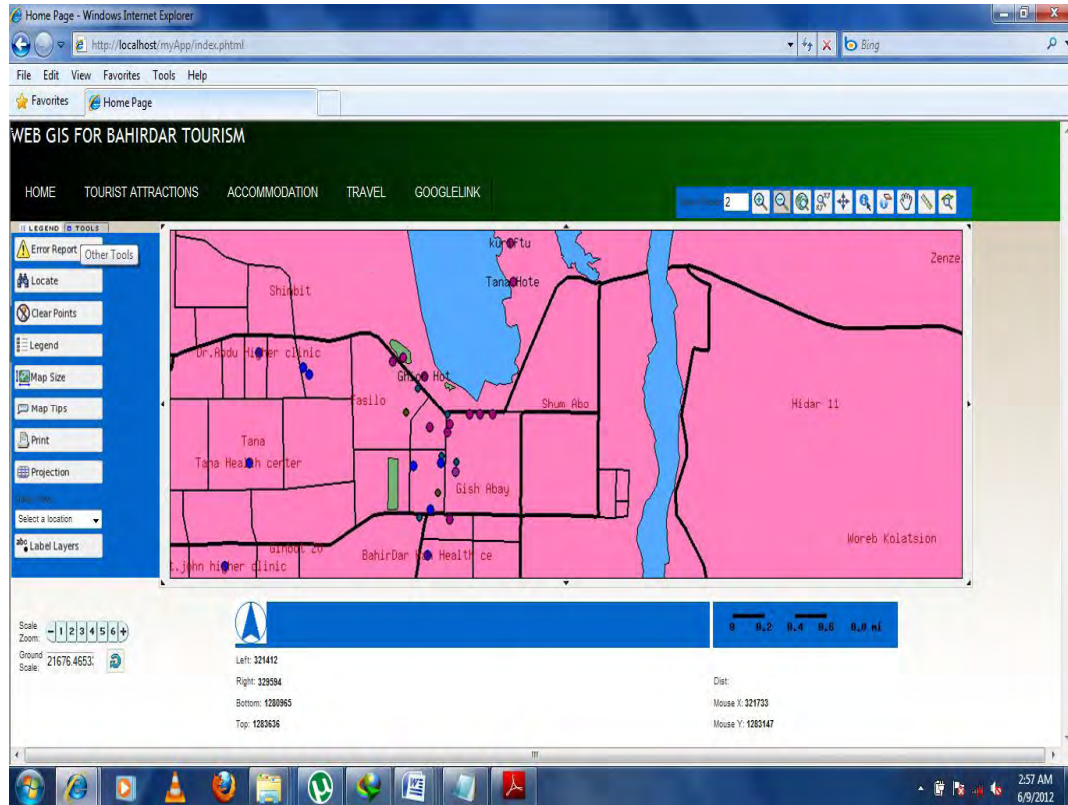 Home Page - Windows Internet Explorer
http://localhost/myApp/index.phtml
Bing
File Edit View Favorites Tools Help
Favorites Home Page
WEB GIS FOR BAHIRDAR TOURISM
HOME TOURIST ATTRACTIONS ACCOMMODATION TRAVEL GOOGLELINK
2
LEGEND TOOLS
Error Report
Other Tools
Locate
Clear Points
Legend
Map Size
Map Tips
Print
Projection
Select a location
abc Label Layers
Zenze
Tana Hote
Shimbit
Dr.Abdu Higher clinic
Fasilo
Shum Abo
Hidar 11
Tana
Tana Health center
Gish Abay
Woreb Kolatsion
BahirDar Health ce
t.john higher clinic
Scale Zoom: - 1 2 3 4 5 6 +
Ground Scale: 21676.4653
0 0.2 0.4 0.6 0.8 mi
Left: 321412
Right: 329594
Bottom: 1280965
Top: 1283636
Dist:
Mouse X: 321733
Mouse Y: 1283147
2:57 AM
6/9/2012